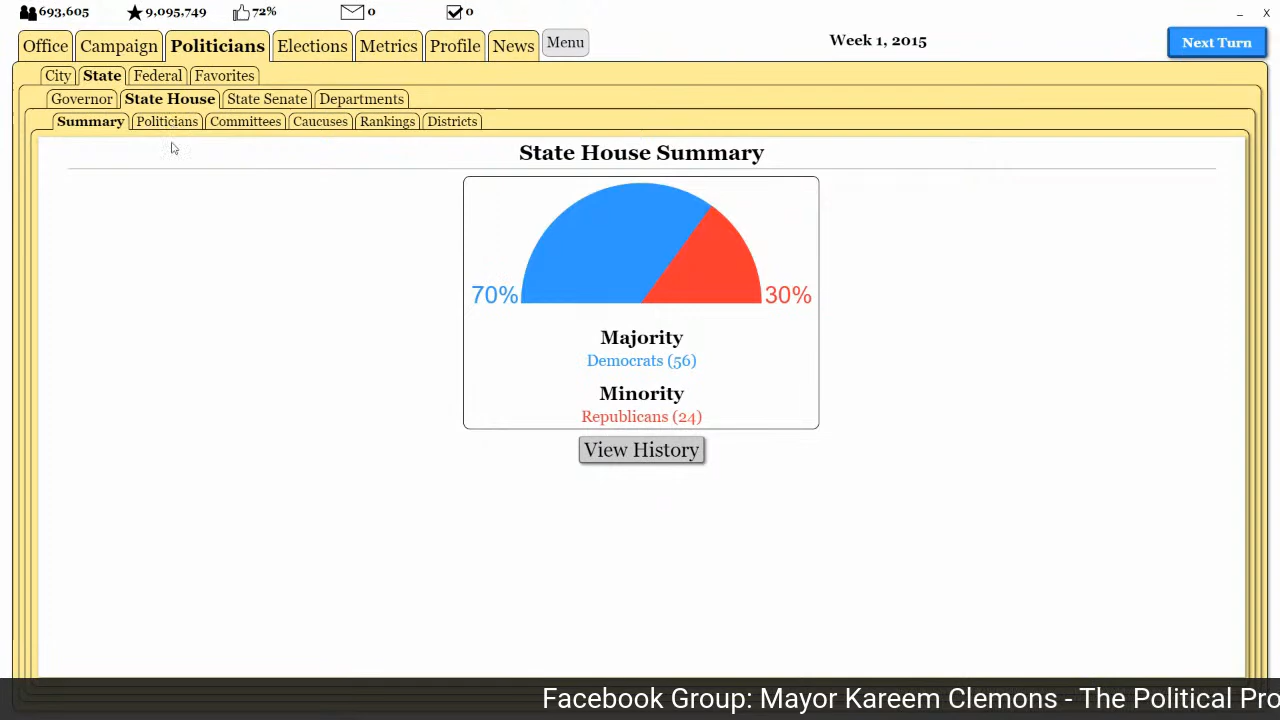 693,605 9,095,749 72% 0 0 _ X
Office Campaign Politicians Elections Metrics Profile News Menu Week 1, 2015 Next Turn
City State Federal Favorites
Governor State House State Senate Departments
Summary Politicians Committees Caucuses Rankings Districts
State House Summary
70% 30%
Majority
Democrats (56)
Minority
Republicans (24)
View History
Facebook Group: Mayor Kareem Clemons - The Political Pro